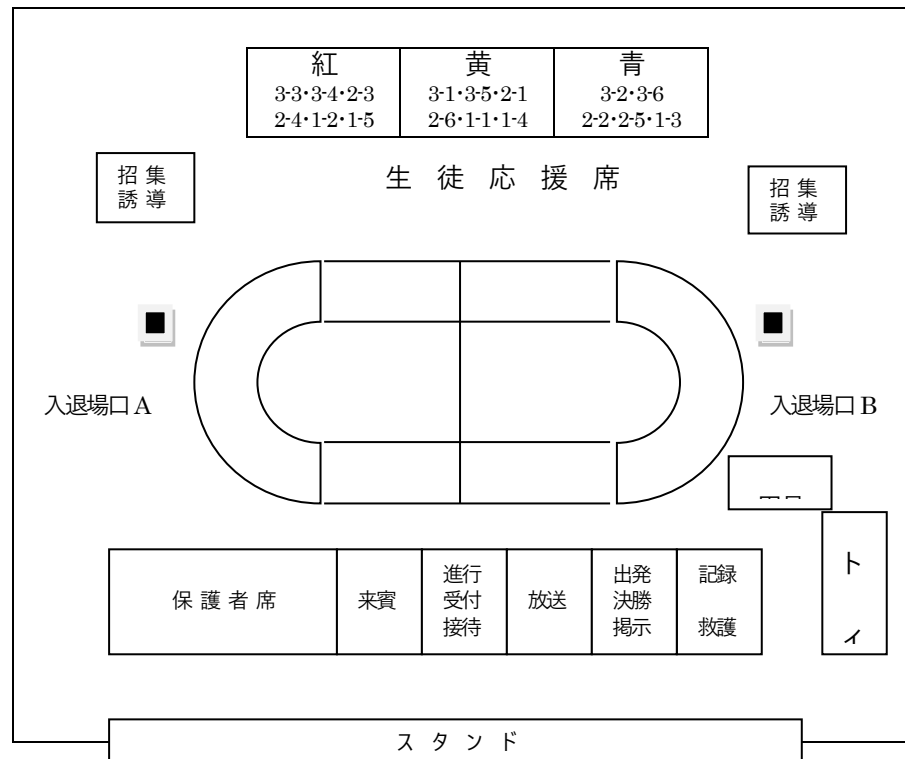 紅
3-3・3-4・2-3
2-4・1-2・1-5
黄
3-1・3-5・2-1
2-6・1-1・1-4
青
3-2・3-6
2-2・2-5・1-3
生徒応援席
招集
誘導
招集
誘導
入退場口 A
入退場口 B
保護者席
来賓
進行
受付
接待
放送
出発
決勝
掲示
記録
救護
ト
イ
スタンド